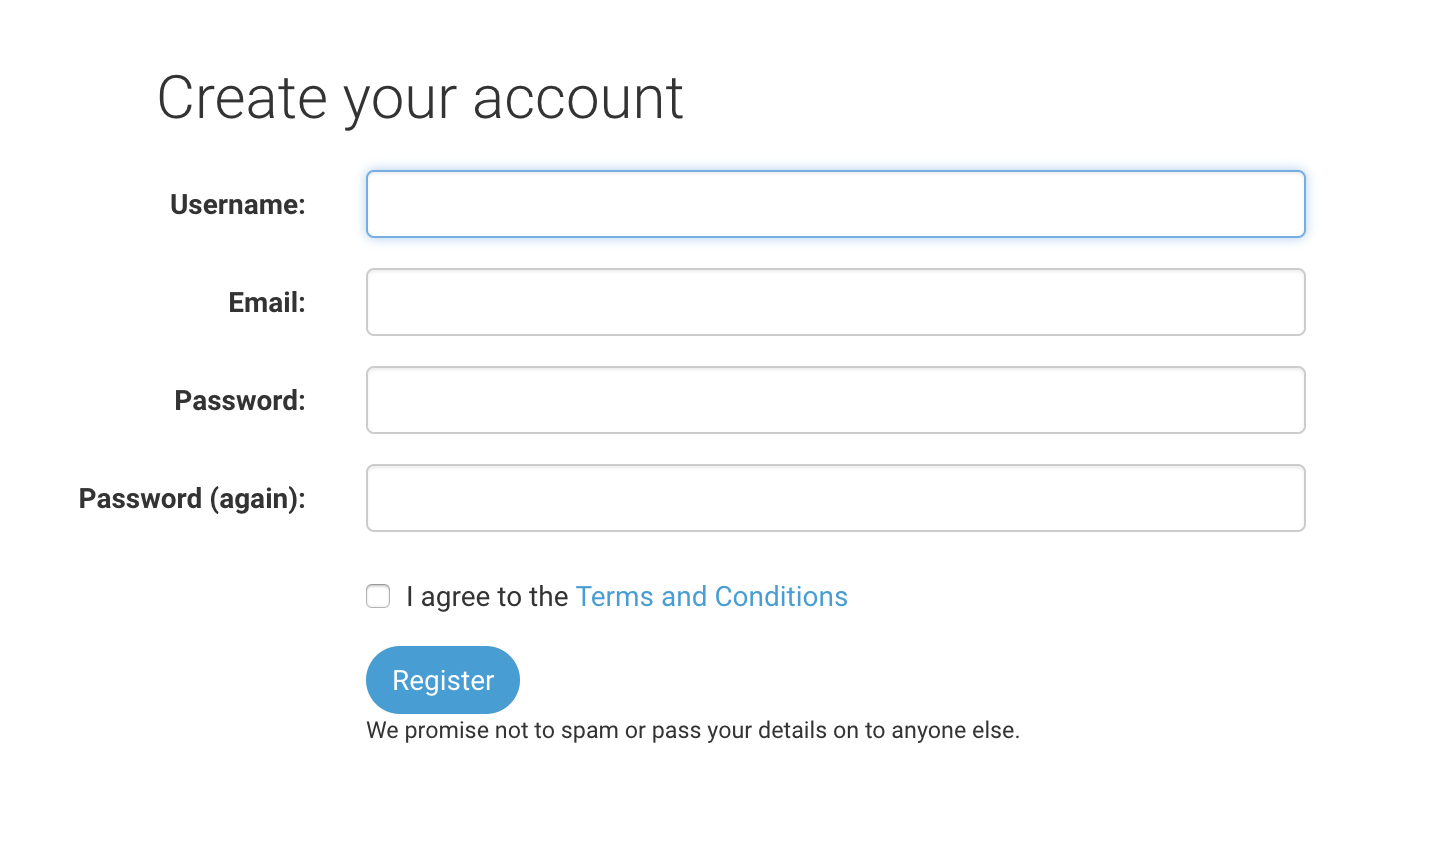 Create your account
Username:
Email:
Password:
Password (again):
I agree to the Terms and Conditions
Register
We promise not to spam or pass your details on to anyone else.